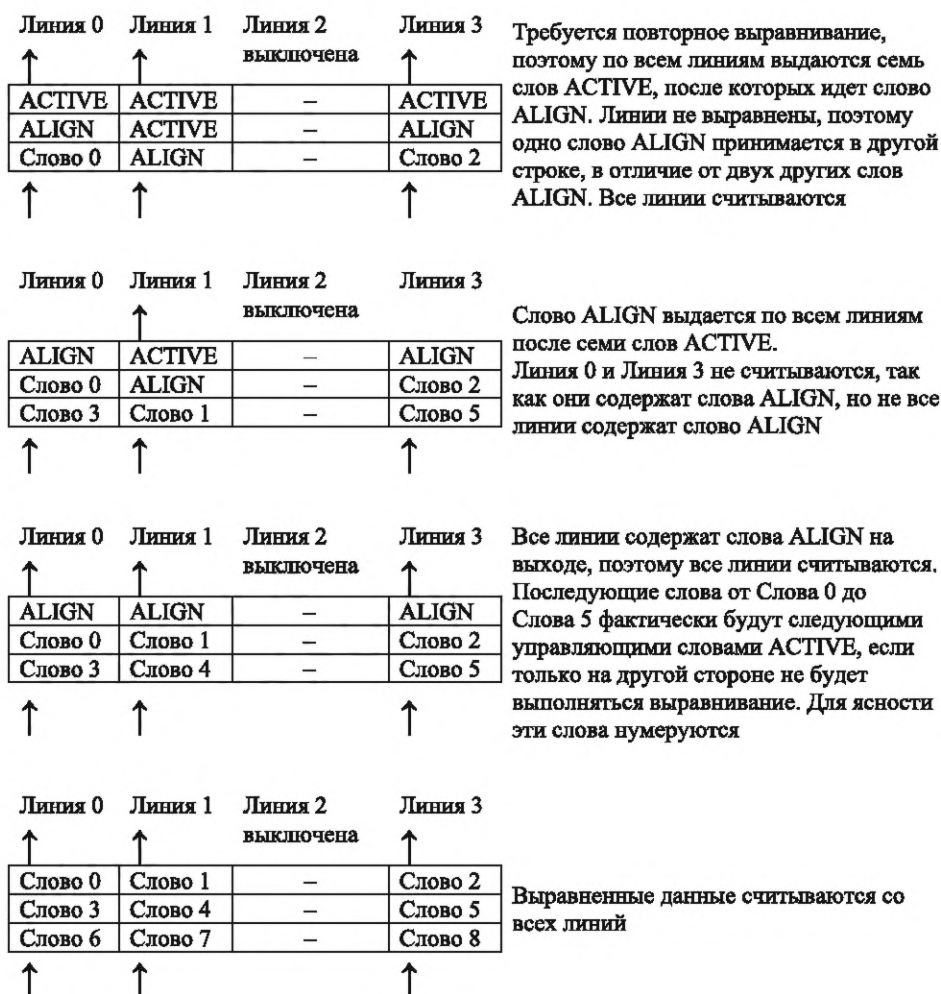 Линия 0 Линия 1 Линия 2 Линия 3
выключена
ACTIVE ACTIVE – ACTIVE
ALIGN ACTIVE – ALIGN
Слово 0 ALIGN – Слово 2
Требуется повторное выравнивание,
поэтому по всем линиям выдаются семь
слов ACTIVE, после которых идет слово
ALIGN. Линии не выравнены, поэтому
одно слово ALIGN принимается в другой
строке, в отличие от двух других слов
ALIGN. Все линии считываются
Линия 0 Линия 1 Линия 2 Линия 3
выключена
ALIGN ACTIVE – ALIGN
Слово 0 ALIGN – Слово 2
Слово 3 Слово 1 – Слово 5
Слово ALIGN выдается по всем линиям
после семи слов ACTIVE.
Линия 0 и Линия 3 не считываются, так
как они содержат слова ALIGN, но не все
линии содержат слово ALIGN
Линия 0 Линия 1 Линия 2 Линия 3
выключена
ALIGN ALIGN – ALIGN
Слово 0 Слово 1 – Слово 2
Слово 3 Слово 4 – Слово 5
Все линии содержат слова ALIGN на
выходе, поэтому все линии считываются.
Последующие слова от Слова 0 до
Слова 5 фактически будут следующими
управляющими словами ACTIVE, если
только на другой стороне не будет
выполняться выравнивание. Для ясности
эти слова нумеруются
Линия 0 Линия 1 Линия 2 Линия 3
выключена
Слово 0 Слово 1 – Слово 2
Слово 3 Слово 4 – Слово 5
Слово 6 Слово 7 – Слово 8
Выравненные данные считываются со
всех линий